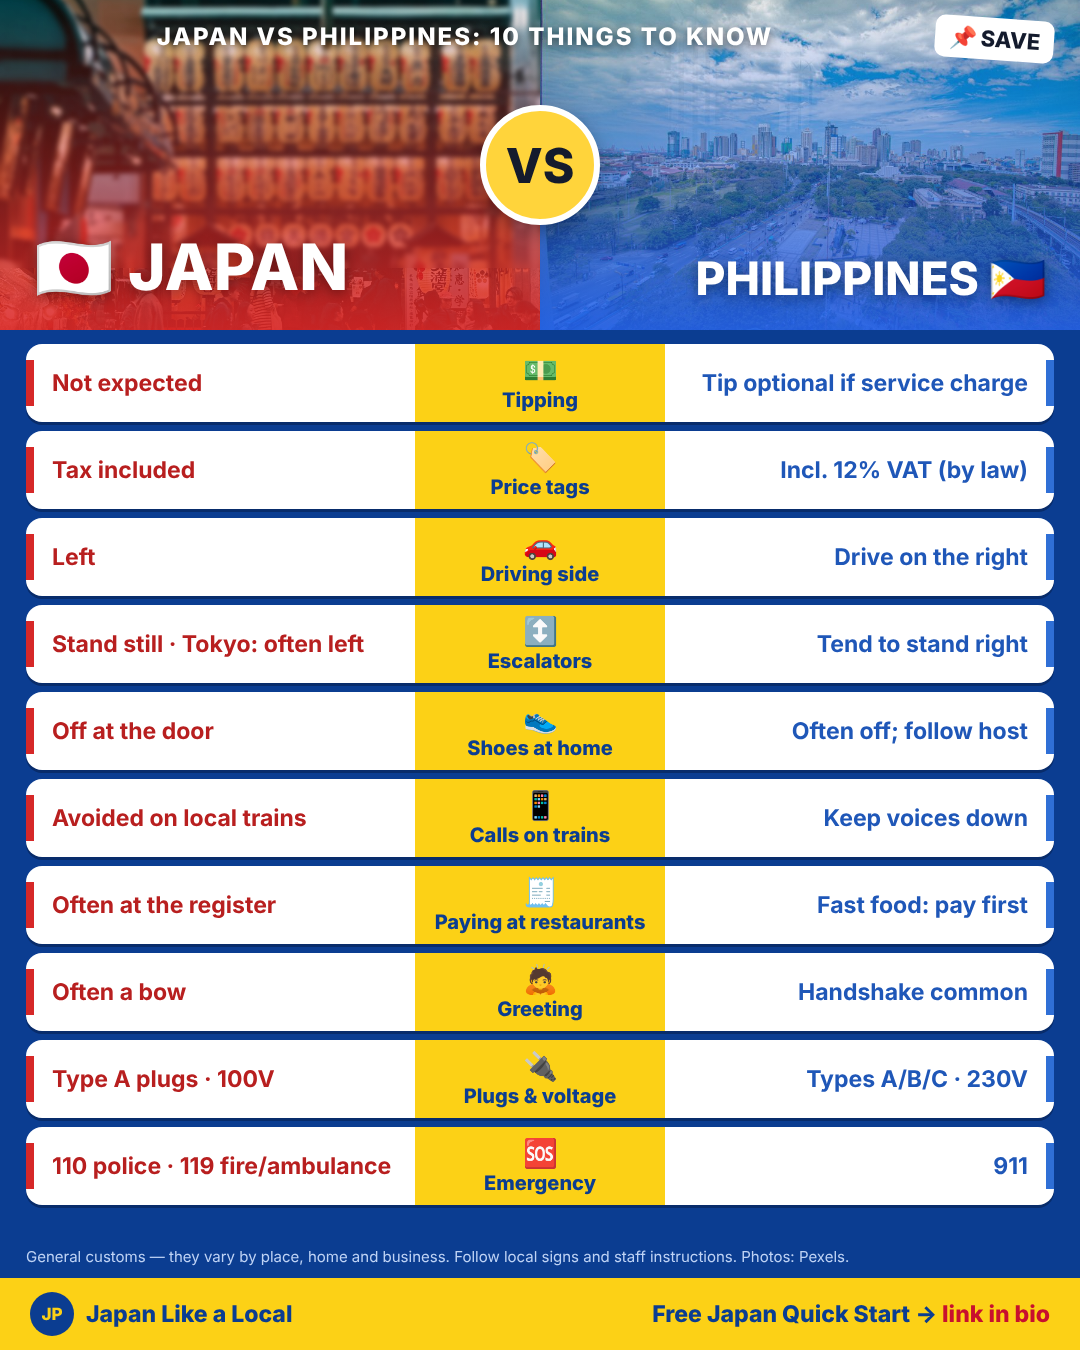 JAPAN VS PHILIPPINES: 10 THINGS TO KNOW
SAVE
VS
JAPAN
PHILIPPINES
Not expected
Tipping
Tip optional if service charge
Tax included
Price tags
Incl. 12% VAT (by law)
Left
Driving side
Drive on the right
Stand still · Tokyo: often left
Escalators
Tend to stand right
Off at the door
Shoes at home
Often off; follow host
Avoided on local trains
Calls on trains
Keep voices down
Often at the register
Paying at restaurants
Fast food: pay first
Often a bow
Greeting
Handshake common
Type A plugs · 100V
Plugs & voltage
Types A/B/C · 230V
110 police · 119 fire/ambulance
SOS
Emergency
911
General customs — they vary by place, home and business. Follow local signs and staff instructions. Photos: Pexels.
JP
Japan Like a Local
Free Japan Quick Start → link in bio